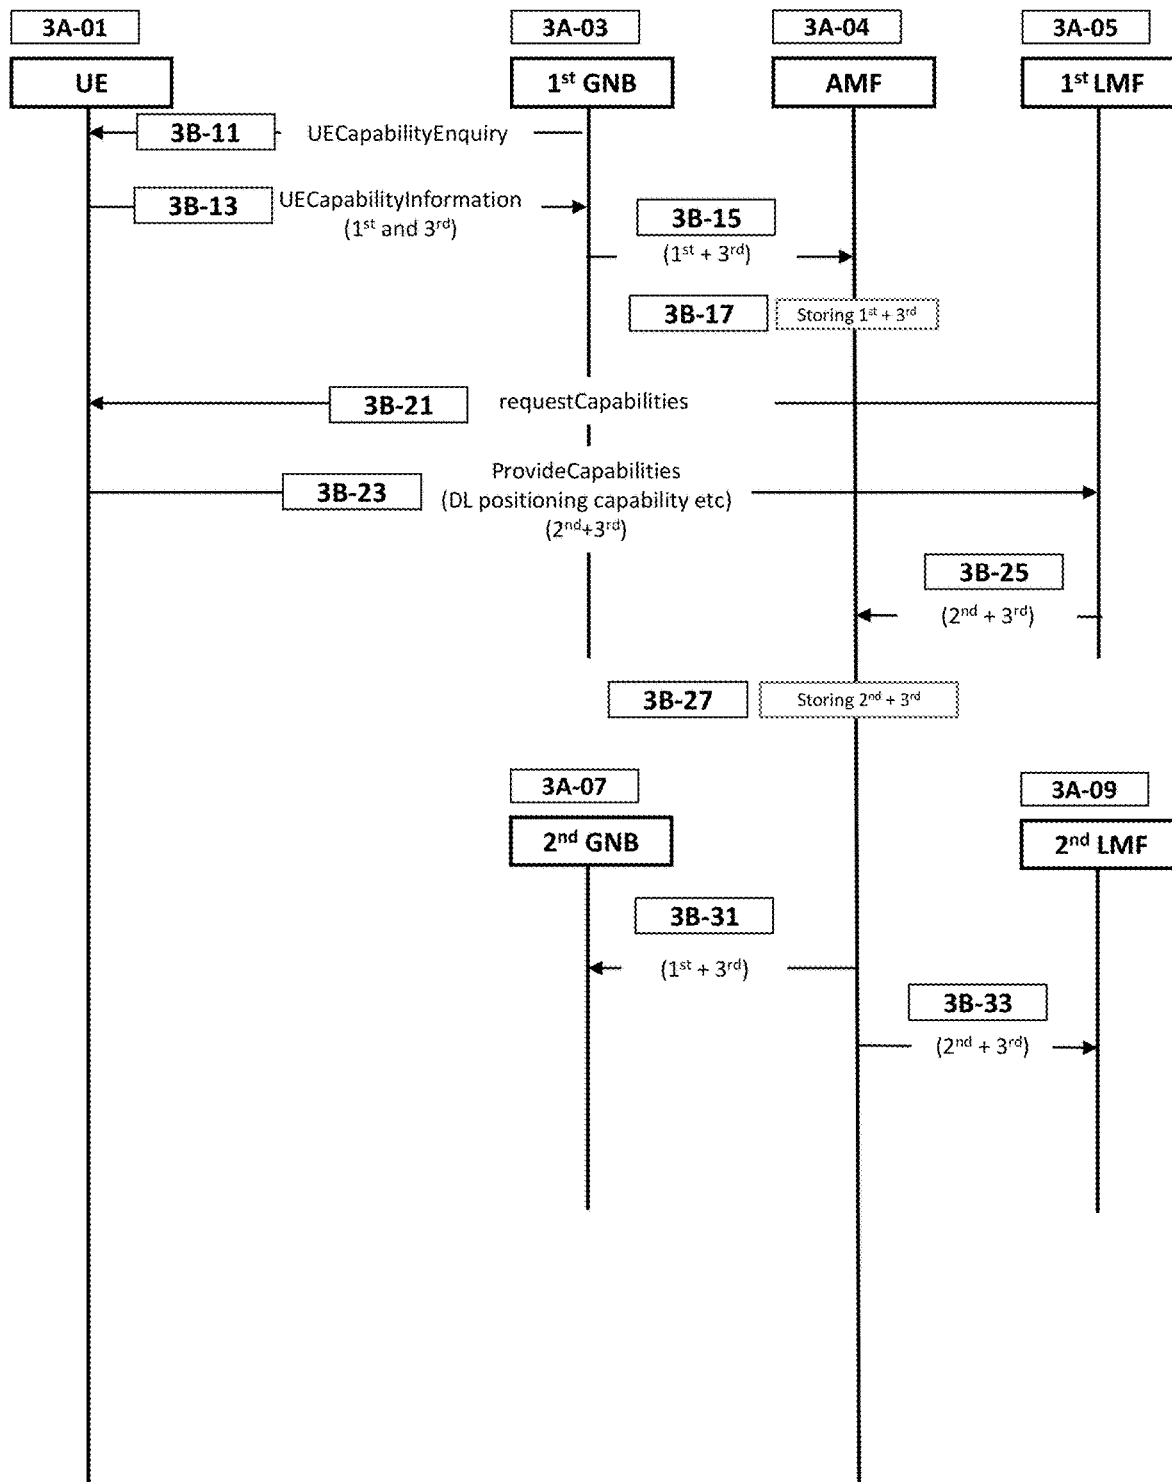 3A-01
3A-03
3A-04
3A-05
UE
1st GNB
AMF
1st LMF
3B-11
UECapabilityEnquiry
3B-13
UECapabilityInformation
(1st and 3rd)
3B-15
(1st + 3rd)
3B-17
Storing 1st + 3rd
3B-21
requestCapabilities
3B-23
ProvideCapabilities
(DL positioning capability etc)
(2nd+3rd)
3B-25
(2nd + 3rd)
3B-27
Storing 2nd + 3rd
3A-07
3A-09
2nd GNB
2nd LMF
3B-31
(1st + 3rd)
3B-33
(2nd + 3rd)